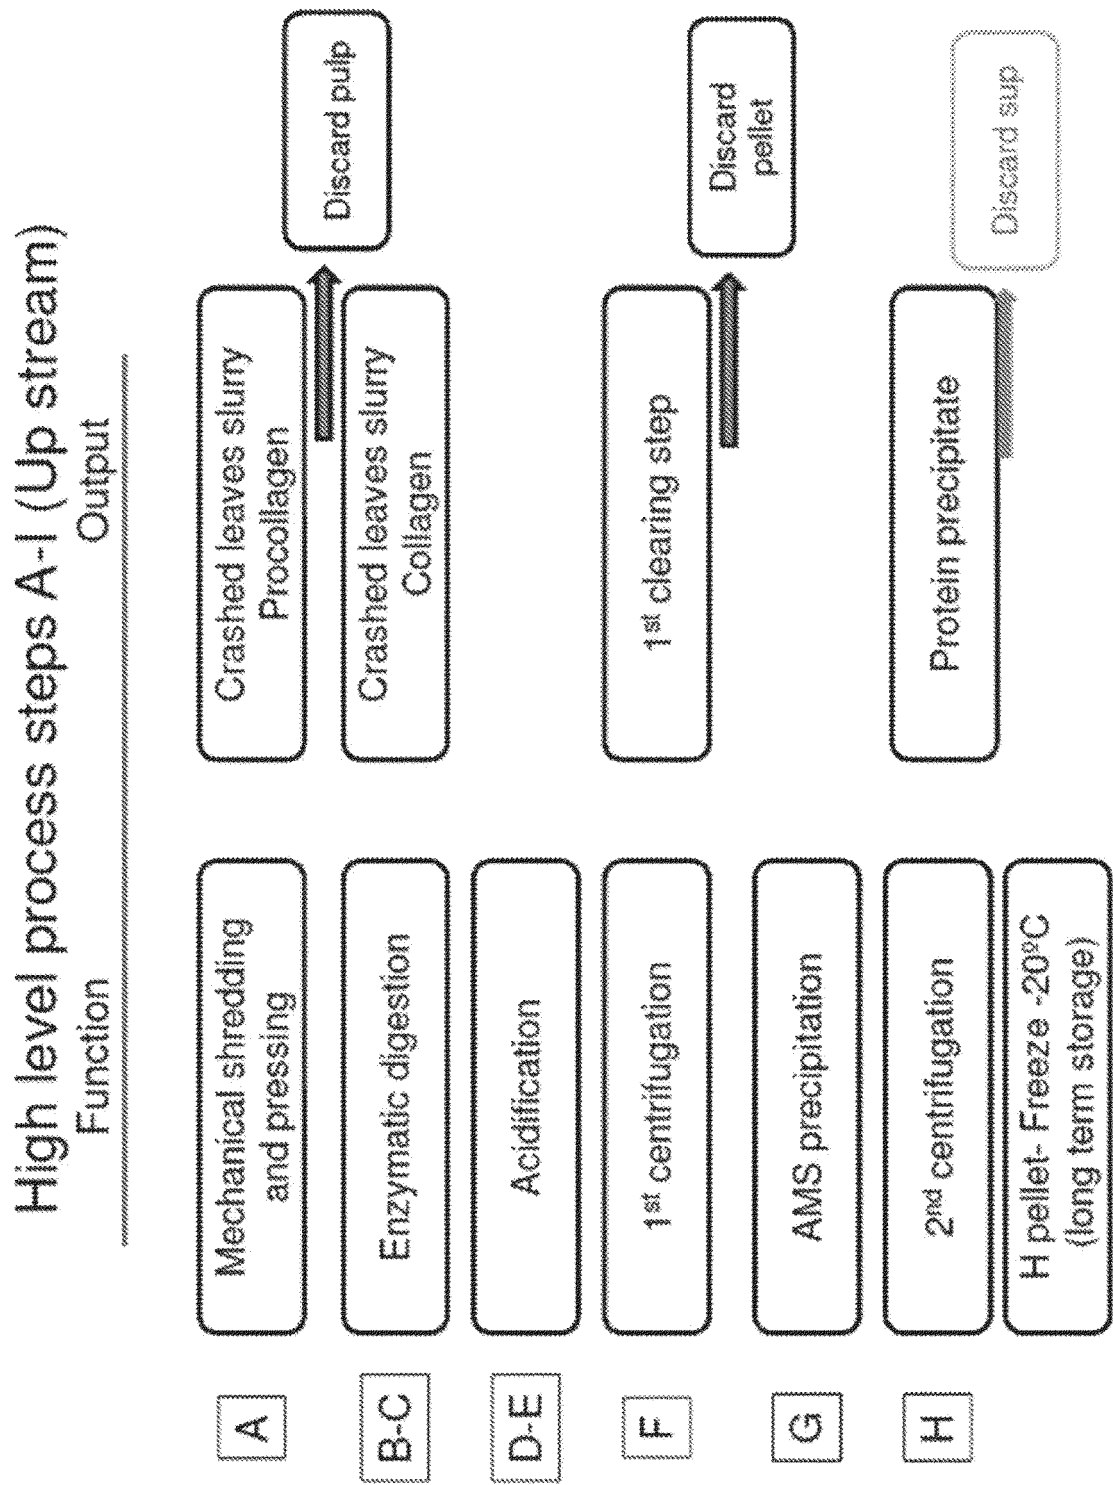 High level process steps A-I (Up stream)
Function
Output
A
Mechanical shredding
and pressing
Crashed leaves slurry
Procollagen
Discard pulp
B-C
Enzymatic digestion
Crashed leaves slurry
Collagen
D-E
Acidification
F
1st centrifugation
1st clearing step
Discard
pellet
G
AMS precipitation
H
2nd centrifugation
Protein precipitate
Discard sup
H pellet- Freeze -20ºC
(long term storage)